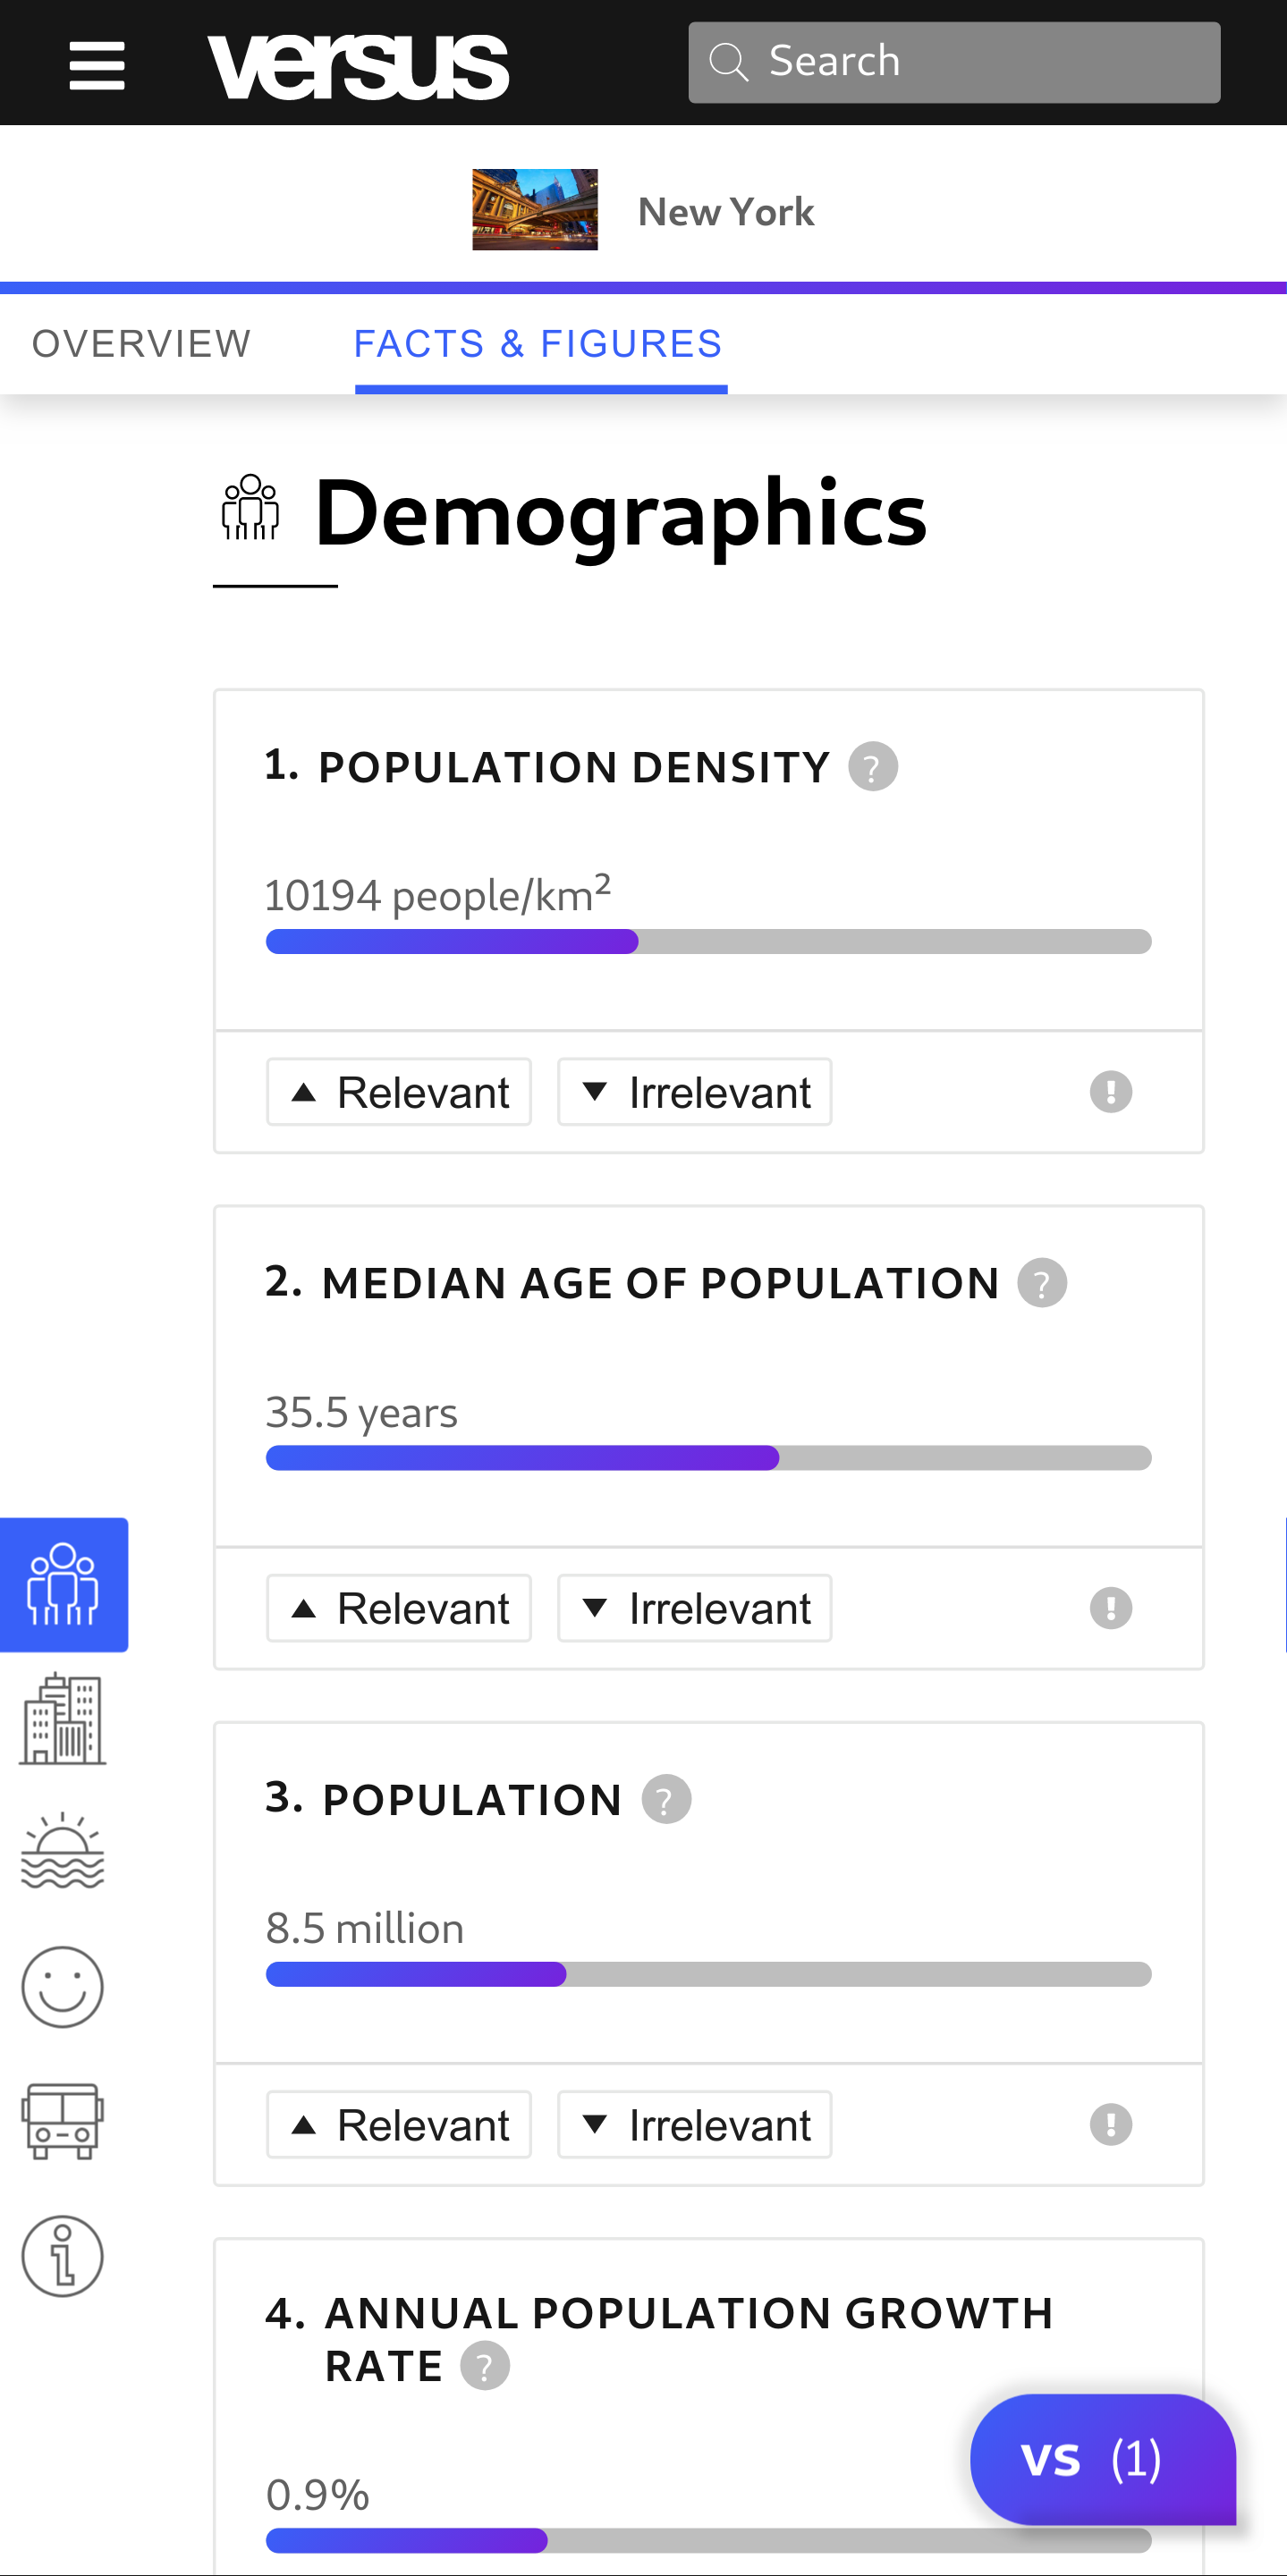 versus
Search
New York
OVERVIEW
FACTS & FIGURES
Demographics
1. POPULATION DENSITY ?
10194 people/km²
▲ Relevant
▼ Irrelevant
!
2. MEDIAN AGE OF POPULATION ?
35.5 years
▲ Relevant
▼ Irrelevant
!
3. POPULATION ?
8.5 million
▲ Relevant
▼ Irrelevant
!
4. ANNUAL POPULATION GROWTH
RATE ?
VS (1)
0.9%